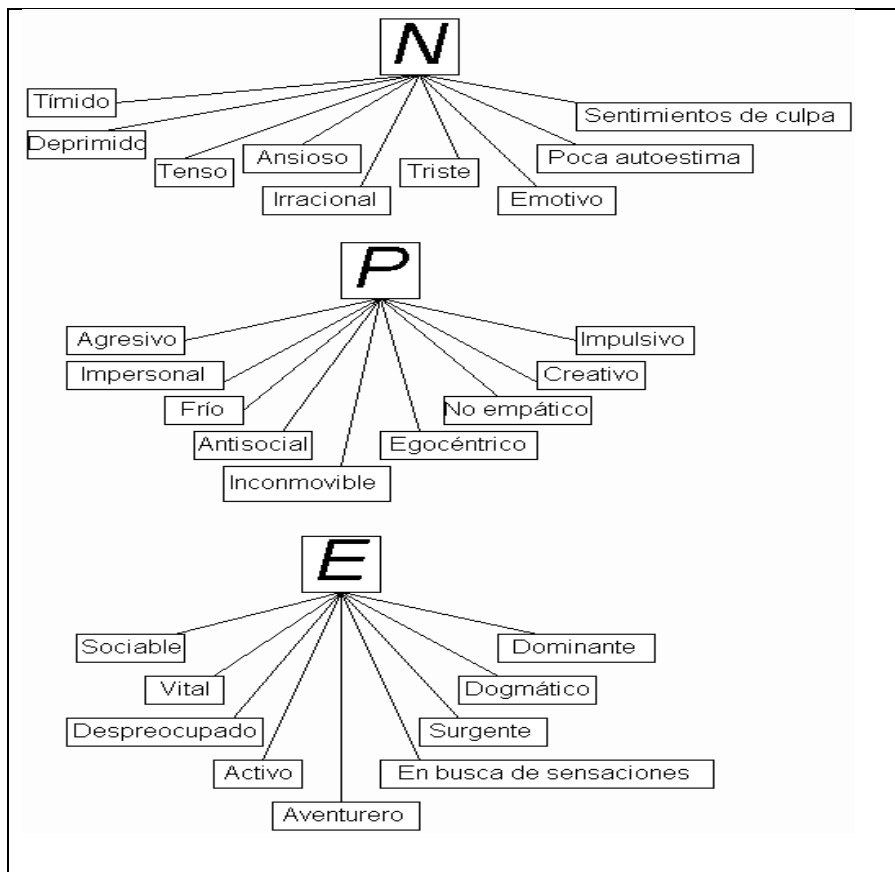 N
Tímido
Sentimientos de culpa
Deprimido
Ansioso
Poca autoestima
Tenso
Triste
Irracional
Emotivo
P
Agresivo
Impulsivo
Impersonal
Creativo
Frío
No empático
Antisocial
Egocéntrico
Inconmovible
E
Sociable
Dominante
Vital
Dogmático
Despreocupado
Surgente
Activo
En busca de sensaciones
Aventurero